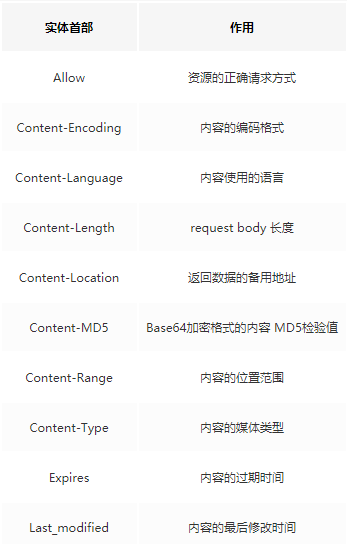 实体首部 作用
Allow 资源的正确请求方式
Content-Encoding 内容的编码格式
Content-Language 内容使用的语言
Content-Length request body 长度
Content-Location 返回数据的备用地址
Content-MD5 Base64加密格式的内容 MD5检验值
Content-Range 内容的位置范围
Content-Type 内容的媒体类型
Expires 内容的过期时间
Last_modified 内容的最后修改时间